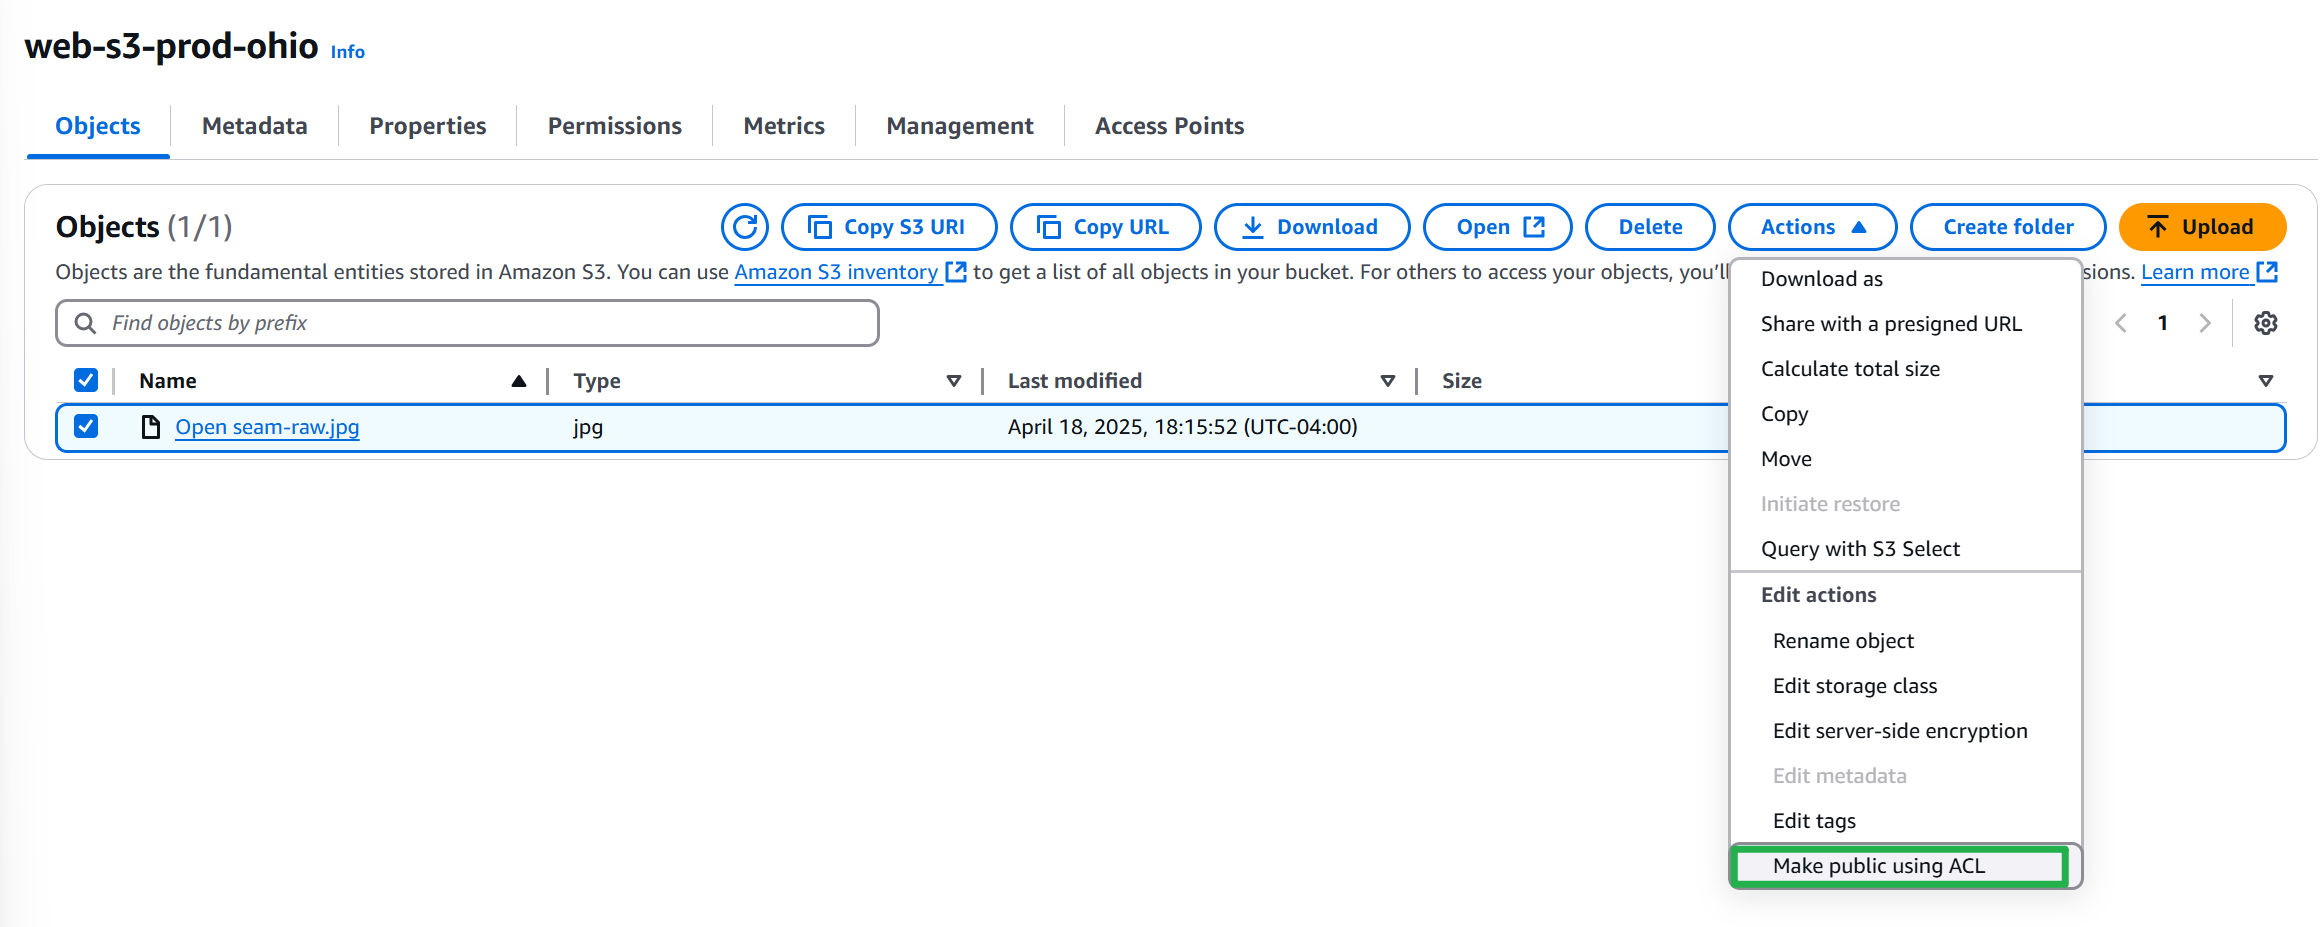 web-s3-prod-ohio Info
Objects Metadata Properties Permissions Metrics Management Access Points
Objects (1/1) Copy S3 URI Copy URL Download Open Delete Actions Create folder Upload
Objects are the fundamental entities stored in Amazon S3. You can use Amazon S3 inventory to get a list of all objects in your bucket. For others to access your objects, Learn more
Find objects by prefix
1
Name Type Last modified Size
Open seam-raw.jpg jpg April 18, 2025, 18:15:52 (UTC-04:00)
Download as
Share with a presigned URL
Calculate total size
Copy
Move
Initiate restore
Query with S3 Select
Edit actions
Rename object
Edit storage class
Edit server-side encryption
Edit metadata
Edit tags
Make public using ACL